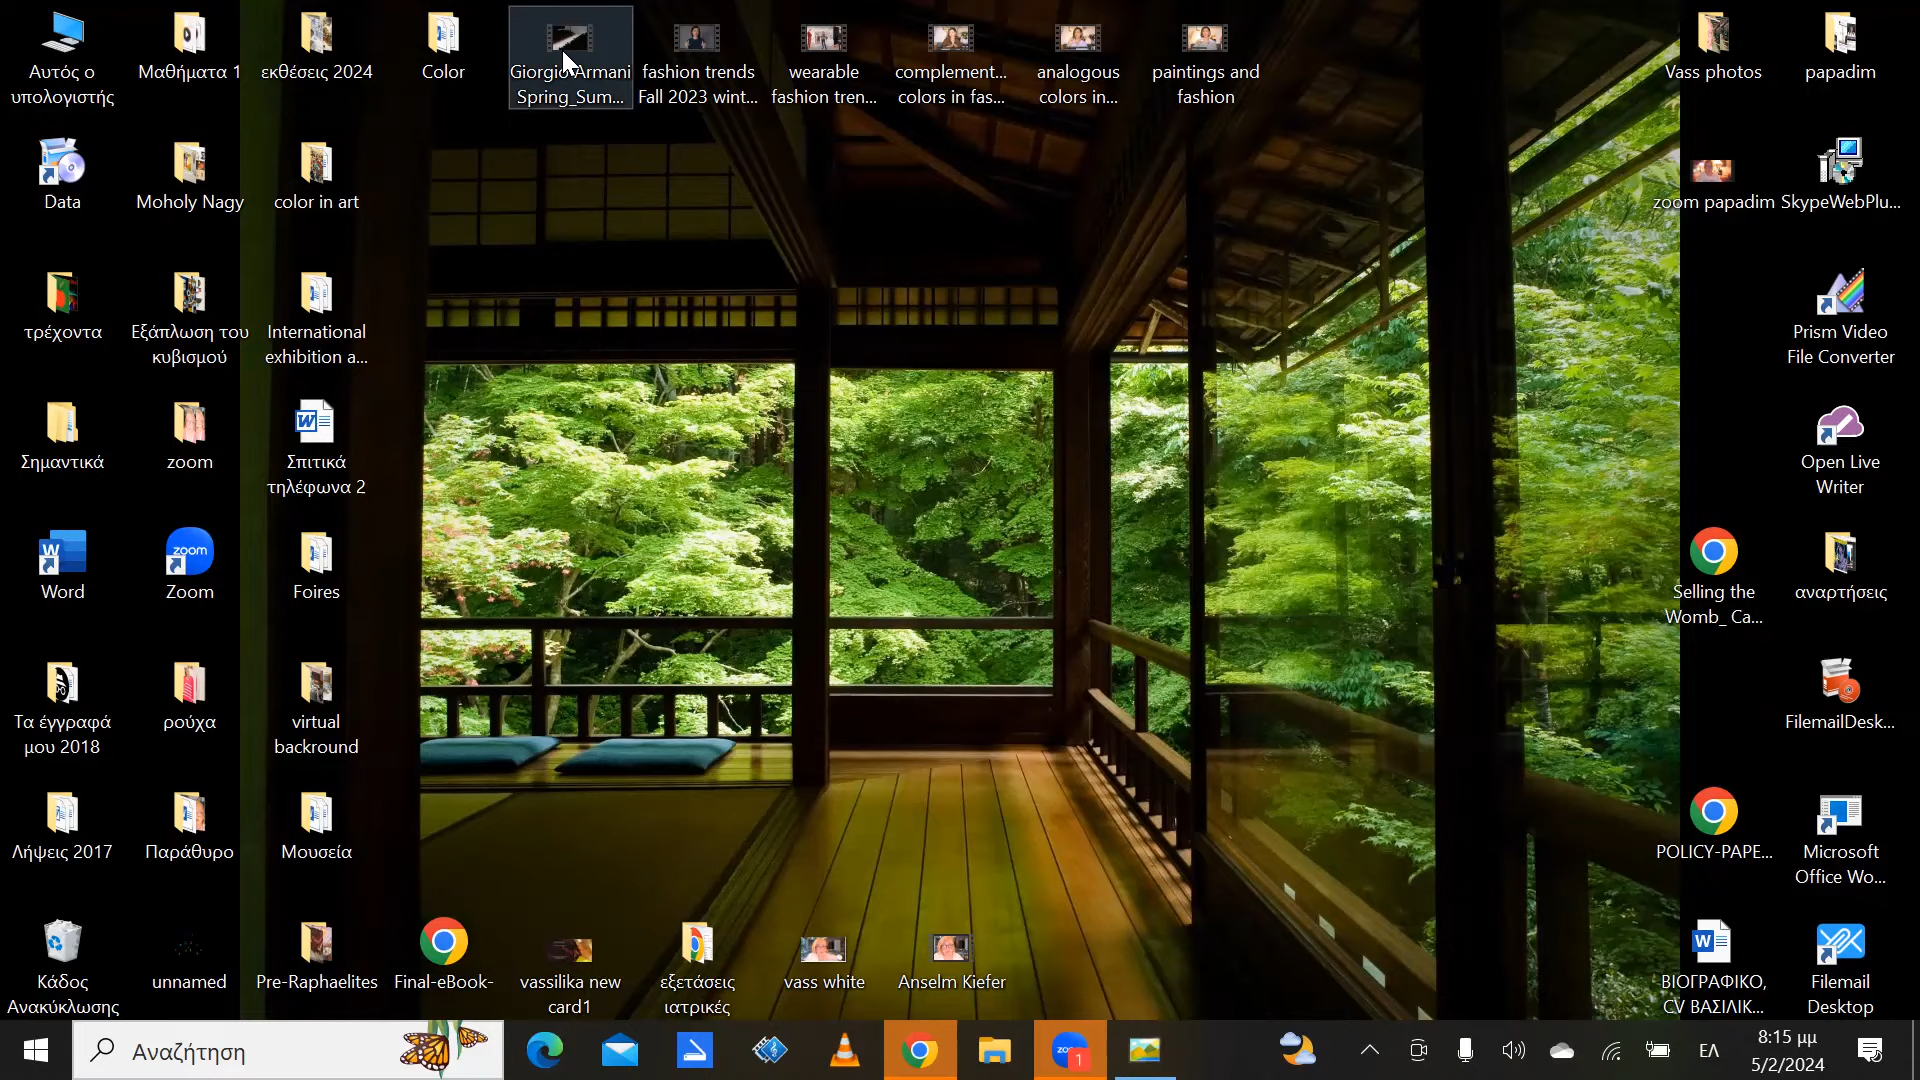 Αυτός ο
υπολογιστής
Μαθήματα 1
εκθέσεις 2024
Color
Giorgio Armani
Spring_Sum...
fashion trends
Fall 2023 wint...
wearable
fashion tren...
complement...
colors in fas...
analogous
colors in...
paintings and
fashion
Vass photos
papadim
Data
Moholy Nagy
color in art
zoom papadim
SkypeWebPlu...
τρέχοντα
Εξάπλωση του
κυβισμού
International
exhibition a...
Prism Video
File Converter
Σημαντικά
zoom
Σπιτικά
τηλέφωνα 2
Open Live
Writer
Word
zoom
Zoom
Foires
Selling the
Womb_ Ca...
αναρτήσεις
Τα έγγραφά
μου 2018
ρούχα
virtual
backround
FilemailDesk...
Λήψεις 2017
Παράθυρο
Μουσεία
POLICY-PAPE...
Microsoft
Office Wo...
Κάδος
Ανακύκλωσης
unnamed
Pre-Raphaelites
Final-eBook-
vassilika new
card1
εξετάσεις
ιατρικές
vass white
Anselm Kiefer
ΒΙΟΓΡΑΦΙΚΟ,
CV ΒΑΣΙΛΙΚ...
Filemail
Desktop
Αναζήτηση
1
ΕΛ
8:15 μμ
5/2/2024